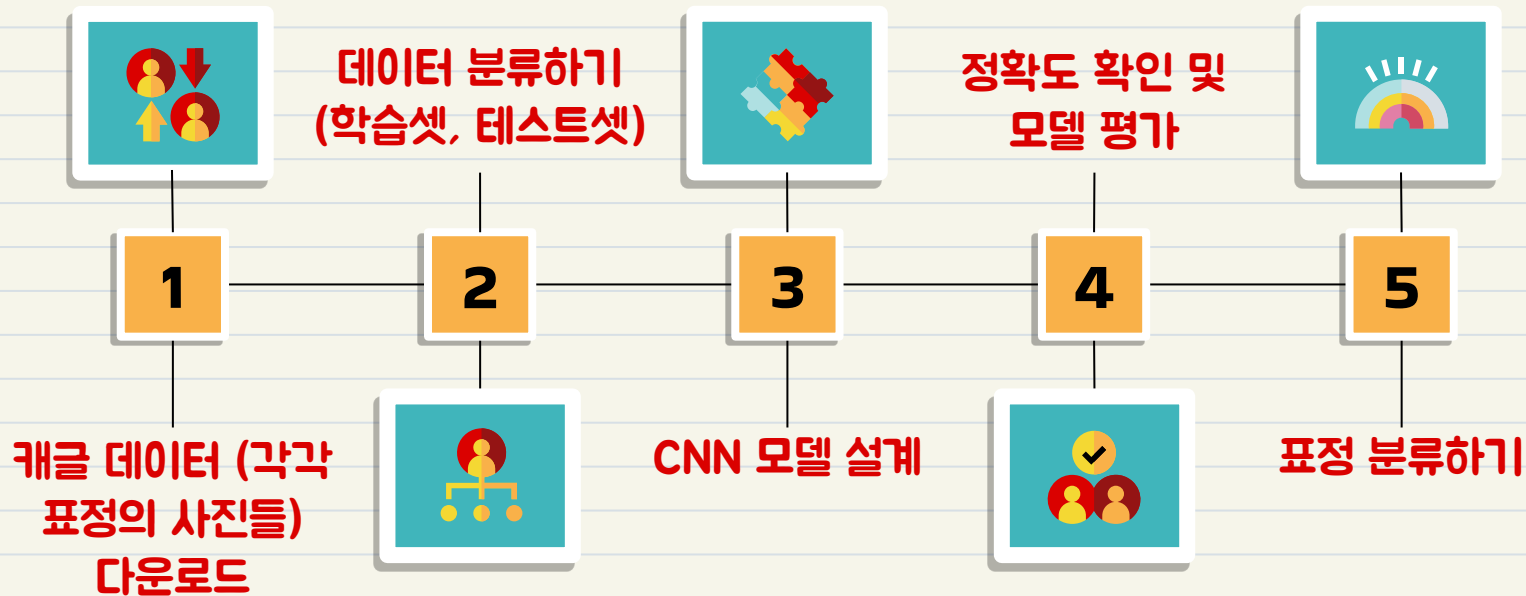 1
캐글 데이터 (각각
표정의 사진들)
다운로드
데이터 분류하기
(학습셋, 테스트셋)
2
3
CNN 모델 설계
정확도 확인 및
모델 평가
4
5
표정 분류하기